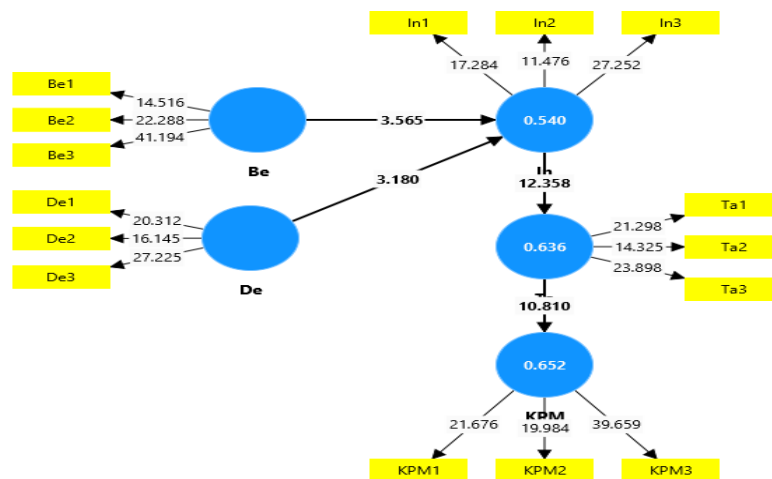 In1
In2
In3
17.284
11.476
27.252
Be1
Be2
Be3
14.516
22.288
41.194
Be
3.565
0.540
In
12.358
3.180
De1
De2
De3
20.312
16.145
27.225
De
0.636
Ta1
Ta2
Ta3
21.298
14.325
23.898
10.810
0.652
KPM
21.676
19.984
39.659
KPM1
KPM2
KPM3